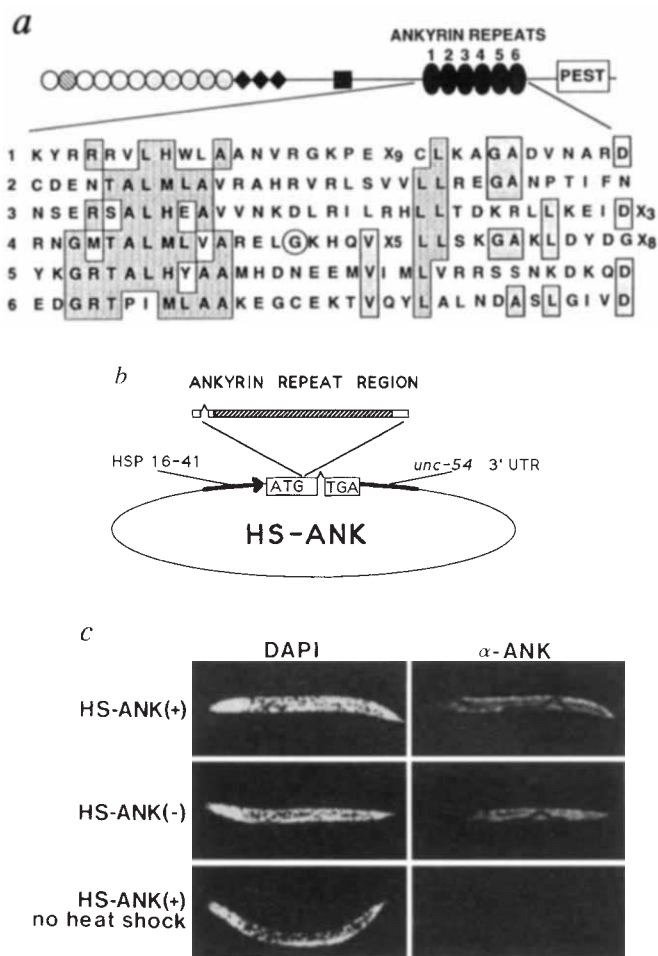 a
ANKYRIN REPEATS
1 2 3 4 5 6
PEST
1 K Y R R R V L H W L A A N V R G K P E X9 C L K A G A D V N A R D
2 C D E N T A L M L A V R A H R V R L S V V L L R E G A N P T I F N
3 N S E R S A L H E A V V N K D L R I L R H L L T D K R L L K E I D X3
4 R N G M T A L M L V A R E L G K H Q V X5 L L S K G A K L D Y D G X8
5 Y K G R T A L H Y A A M H D N E E M V I M L V R R S S N K D K Q D
6 E D G R T P I M L A A K E G C E K T V Q Y L A L N D A S L G I V D
b
ANKYRIN REPEAT REGION
HSP 16-41
unc-54 3' UTR
ATG
TGA
HS-ANK
c
DAPI
α-ANK
HS-ANK(+)
HS-ANK(-)
HS-ANK(+)
no heat shock